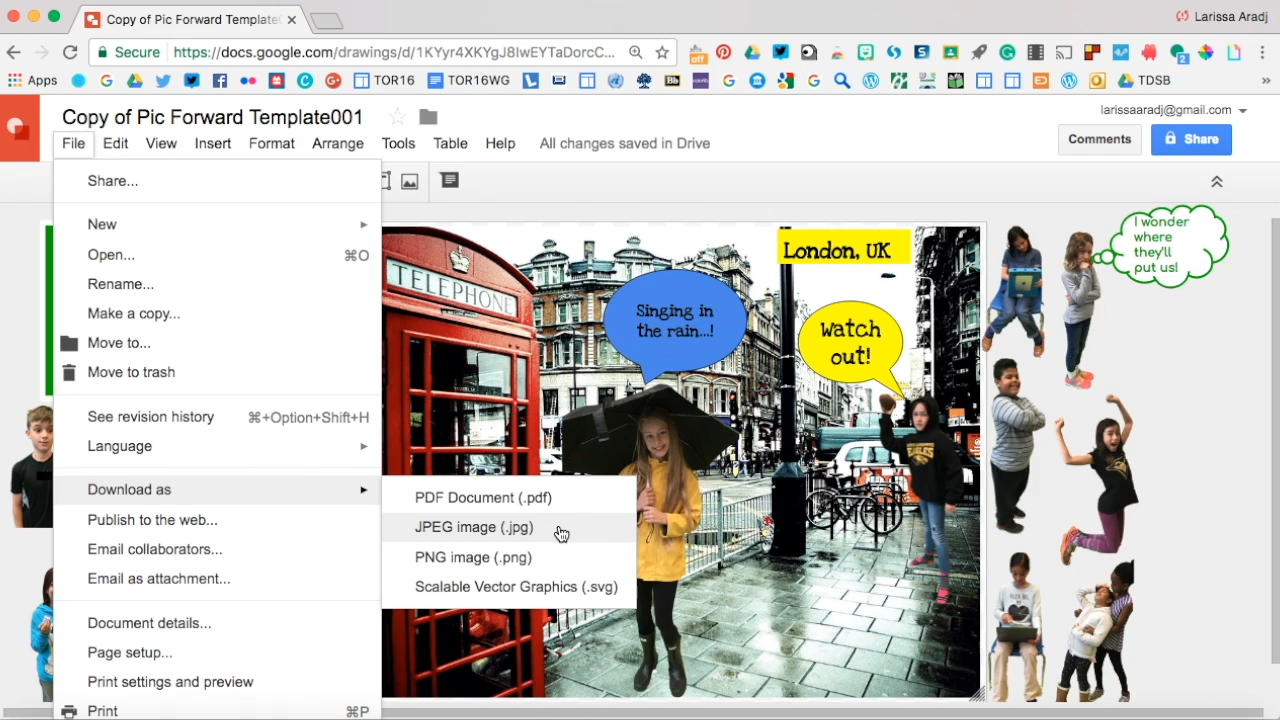 Copy of Pic Forward Template
Larissa Aradj
Secure
https://docs.google.com/drawings/d/1KYyr4XKYgJ8IwEYTaDorcC...
off
2
Apps
TOR16
TOR16WG
Bb
TDSB
»
Copy of Pic Forward Template001
larissaaradj@gmail.com
File Edit View Insert Format Arrange Tools Table Help All changes saved in Drive
Comments
Share
Share...
New
Open... ⌘O
Rename...
Make a copy...
Move to...
Move to trash
See revision history ⌘+Option+Shift+H
Language
Download as
Publish to the web...
Email collaborators...
Email as attachment...
Document details...
Page setup...
Print settings and preview
Print ⌘P
PDF Document (.pdf)
JPEG image (.jpg)
PNG image (.png)
Scalable Vector Graphics (.svg)
TELEPHONE
London, UK
Singing in
the rain...!
Watch
out!
EAGLES
I wonder
where
they'll
put us!